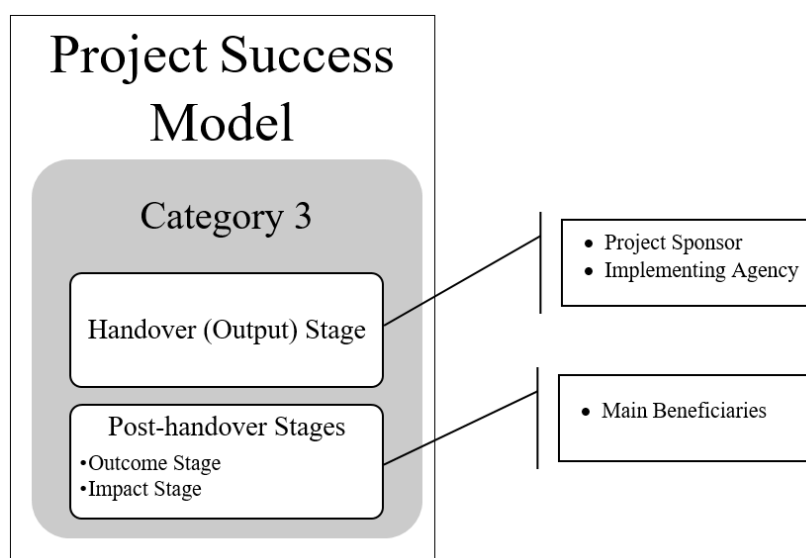 Project Success
Model
Category 3
Handover (Output) Stage
Post-handover Stages
•Outcome Stage
•Impact Stage
• Project Sponsor
• Implementing Agency
• Main Beneficiaries